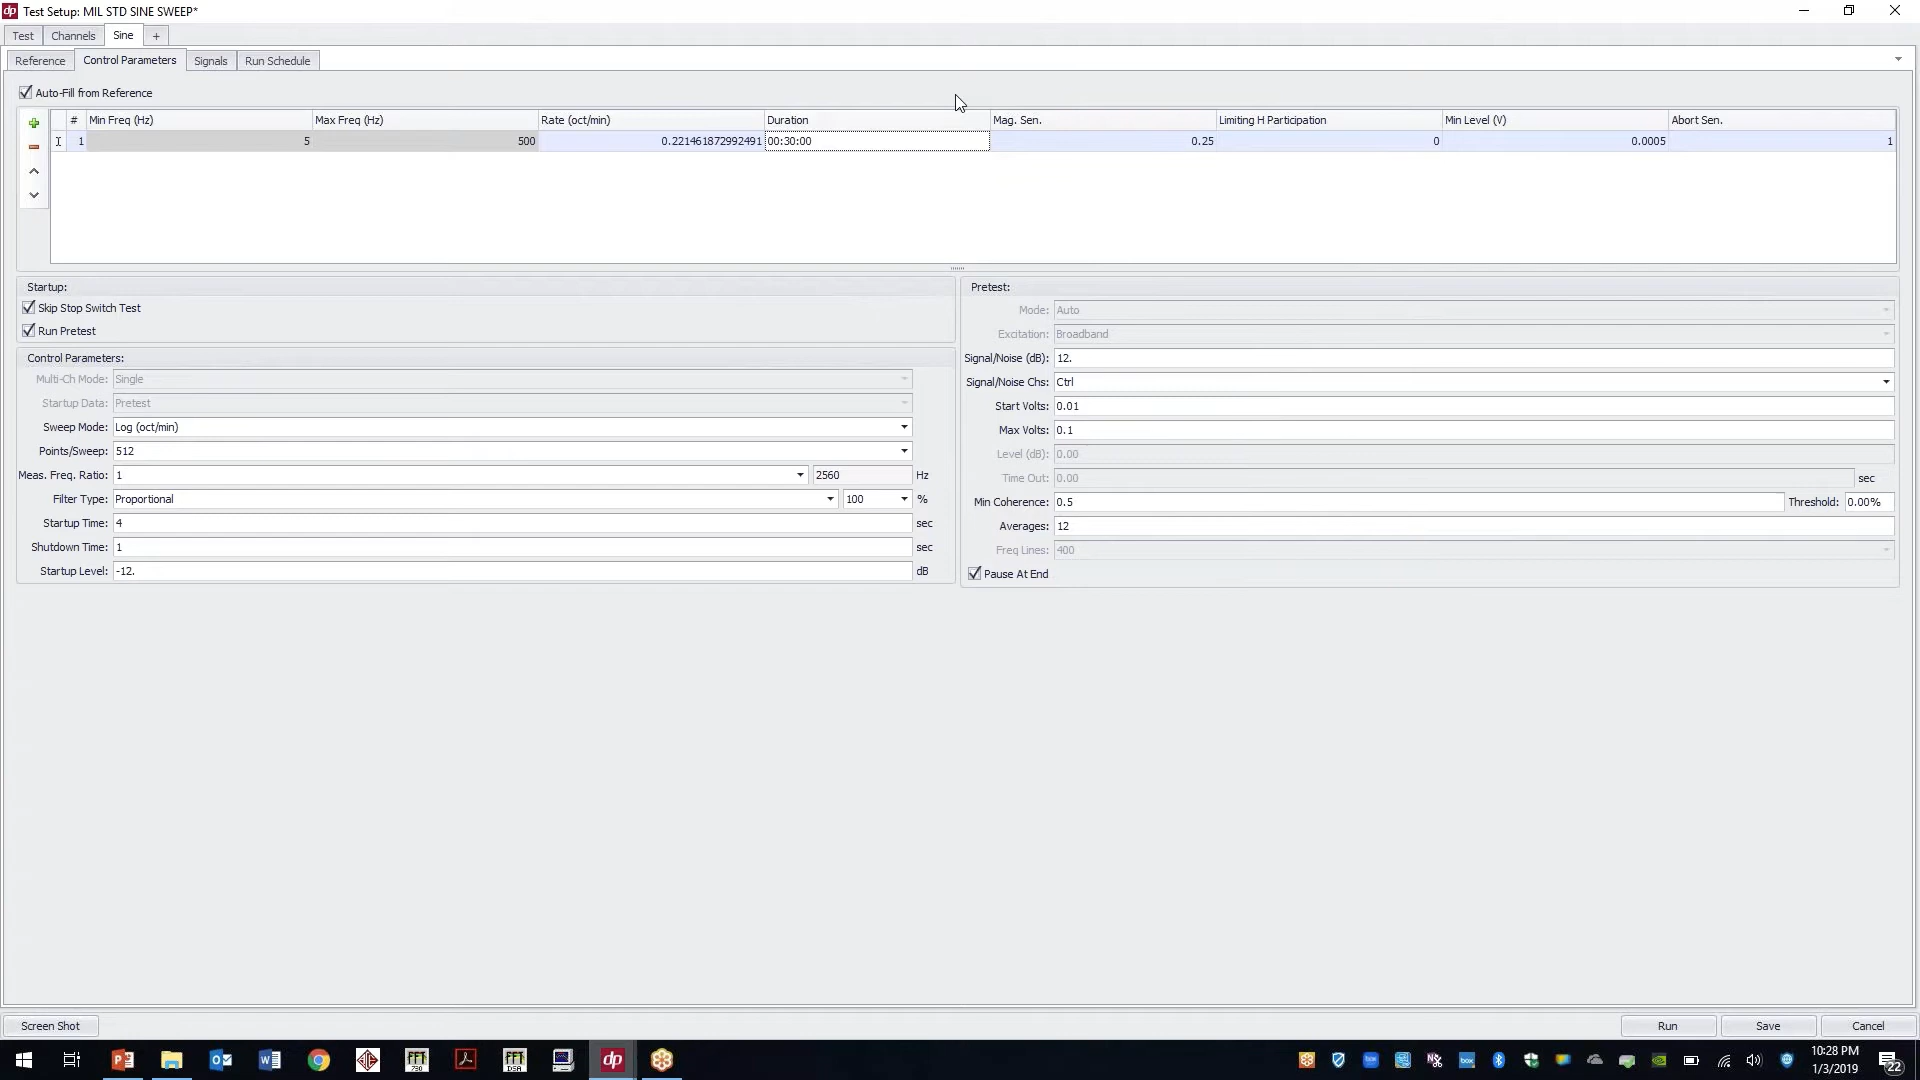 dp Test Setup: MIL STD SINE SWEEP*
Test Channels Sine +
Reference Control Parameters Signals Run Schedule
Auto-Fill from Reference
# Min Freq (Hz) Max Freq (Hz) Rate (oct/min) Duration Mag. Sen. Limiting H Participation Min Level (V) Abort Sen.
1 5 500 0.221461872992491 00:30:00 0.25 0 0.0005 1
Startup:
Skip Stop Switch Test
Run Pretest
Control Parameters:
Multi-Ch Mode: Single
Startup Data: Pretest
Sweep Mode: Log (oct/min)
Points/Sweep: 512
Meas. Freq. Ratio: 1 2560 Hz
Filter Type: Proportional 100 %
Startup Time: 4 sec
Shutdown Time: 1 sec
Startup Level: -12. dB
Pretest:
Mode: Auto
Excitation: Broadband
Signal/Noise (dB): 12.
Signal/Noise Chs: Ctrl
Start Volts: 0.01
Max Volts: 0.1
Level (dB): 0.00
Time Out: 0.00 sec
Min Coherence: 0.5 Threshold: 0.00%
Averages: 12
Freq Lines: 400
Pause At End
Screen Shot Run Save Cancel
FFT 790 FFT DSA dp
10:28 PM
1/3/2019
22